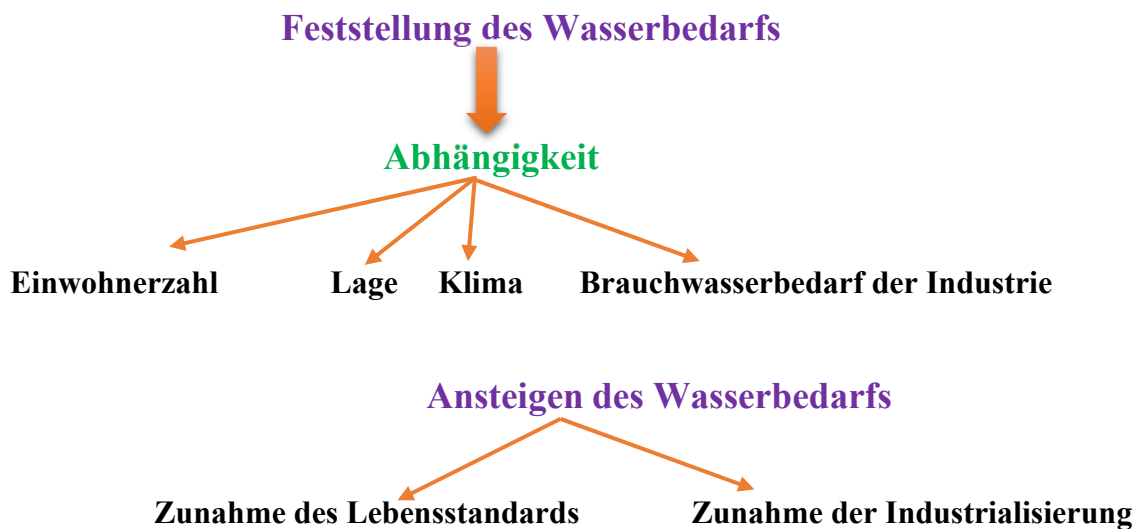 Feststellung des Wasserbedarfs
Abhängigkeit
Einwohnerzahl Lage Klima Brauchwasserbedarf der Industrie
Ansteigen des Wasserbedarfs
Zunahme des Lebensstandards Zunahme der Industrialisierung